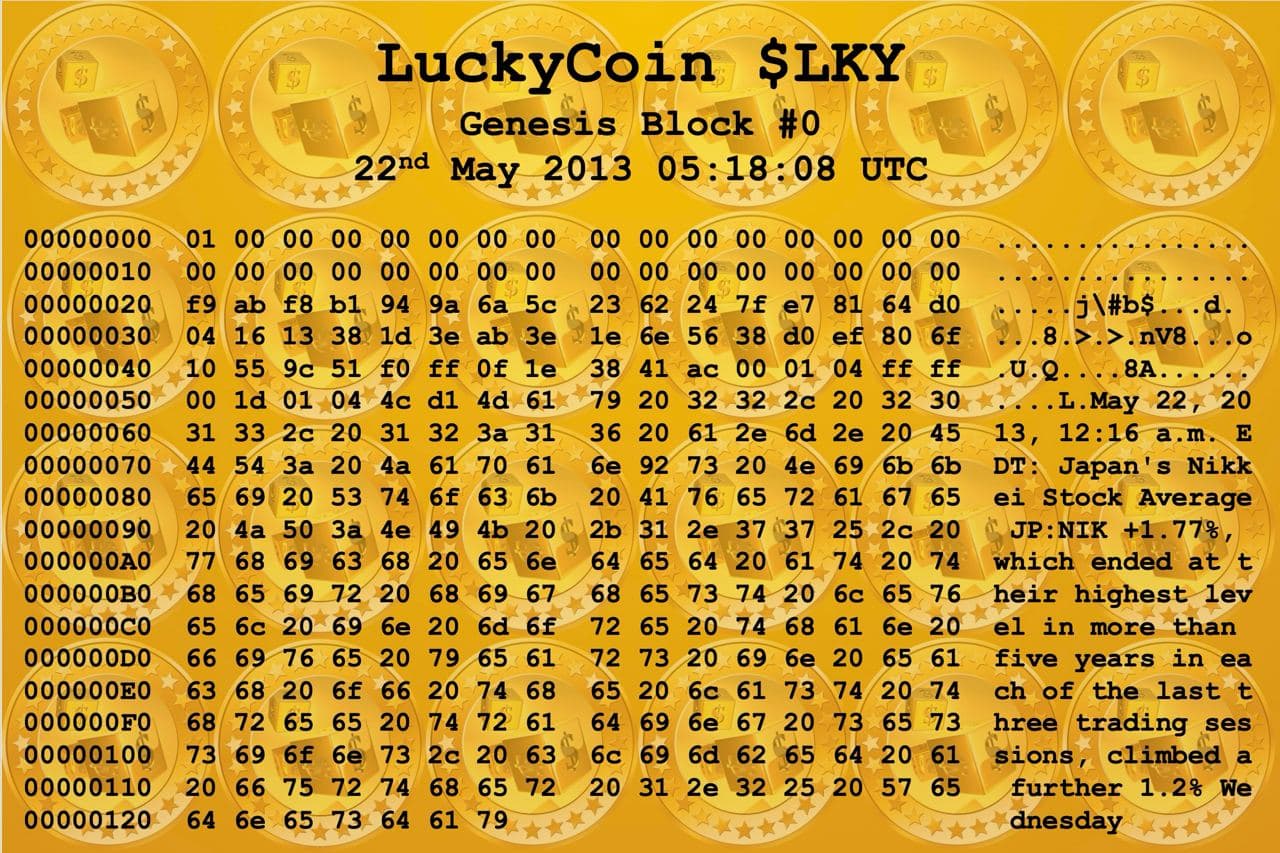 LuckyCoin $LKY
Genesis Block #0
22nd May 2013 05:18:08 UTC
00000000 01 00 00 00 00 00 00 00 00 00 00 00 00 00 00 00 ................
00000010 00 00 00 00 00 00 00 00 00 00 00 00 00 00 00 00 ................
00000020 f9 ab f8 b1 94 9a 6a 5c 23 62 24 7f e7 81 64 d0 ......j\#b$...d.
00000030 04 16 13 38 1d 3e ab 3e 1e 6e 56 38 d0 ef 80 6f ...8.>.>.nV8...o
00000040 10 55 9c 51 f0 ff 0f 1e 38 41 ac 00 01 04 ff ff .U.Q....8A......
00000050 00 1d 01 04 4c d1 4d 61 79 20 32 32 2c 20 32 30 ....L.May 22, 20
00000060 31 33 2c 20 31 32 3a 31 36 20 61 2e 6d 2e 20 45 13, 12:16 a.m. E
00000070 44 54 3a 20 4a 61 70 61 6e 92 73 20 4e 69 6b 6b DT: Japan's Nikk
00000080 65 69 20 53 74 6f 63 6b 20 41 76 65 72 61 67 65 ei Stock Average
00000090 20 4a 50 3a 4e 49 4b 20 2b 31 2e 37 37 25 2c 20 JP:NIK +1.77%,
000000A0 77 68 69 63 68 20 65 6e 64 65 64 20 61 74 20 74 which ended at t
000000B0 68 65 69 72 20 68 69 67 68 65 73 74 20 6c 65 76 heir highest lev
000000C0 65 6c 20 69 6e 20 6d 6f 72 65 20 74 68 61 6e 20 el in more than
000000D0 66 69 76 65 20 79 65 61 72 73 20 69 6e 20 65 61 five years in ea
000000E0 63 68 20 6f 66 20 74 68 65 20 6c 61 73 74 20 74 ch of the last t
000000F0 68 72 65 65 20 74 72 61 64 69 6e 67 20 73 65 73 hree trading ses
00000100 73 69 6f 6e 73 2c 20 63 6c 69 6d 62 65 64 20 61 sions, climbed a
00000110 20 66 75 72 74 68 65 72 20 31 2e 32 25 20 57 65 further 1.2% We
00000120 64 6e 65 73 64 61 79 dnesday